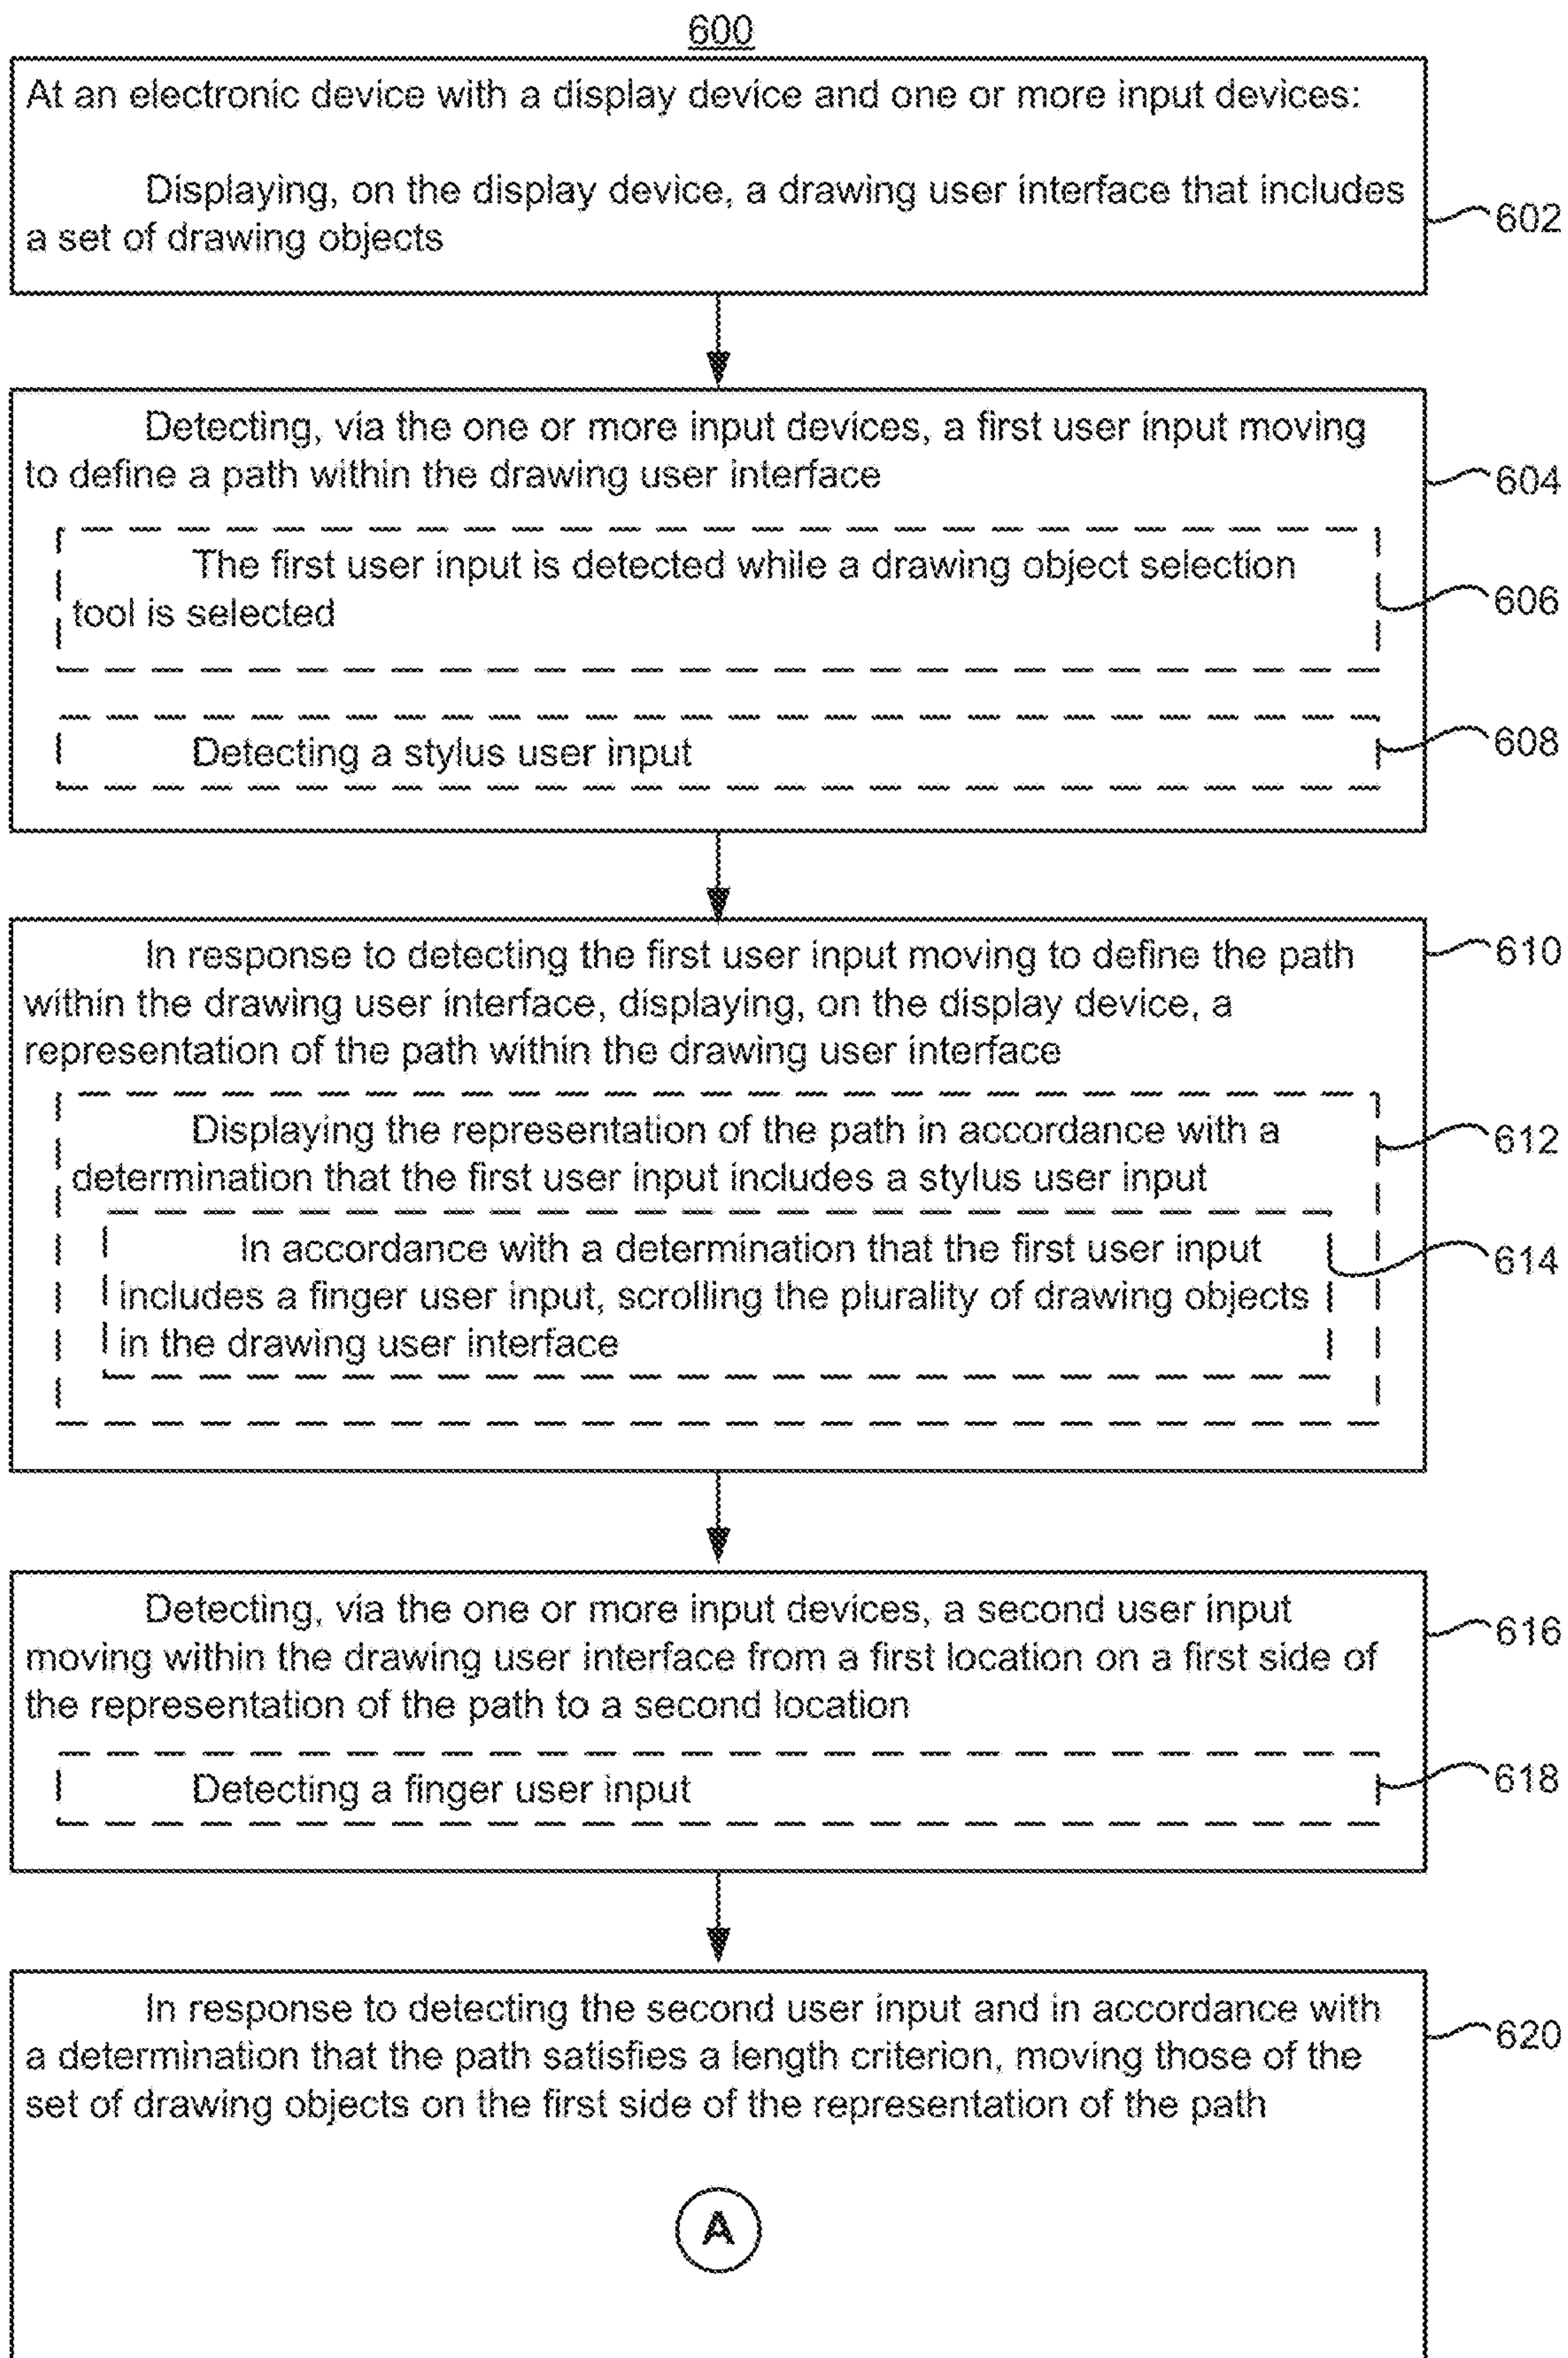 600
At an electronic device with a display device and one or more input devices:
Displaying, on the display device, a drawing user interface that includes
a set of drawing objects
602
Detecting, via the one or more input devices, a first user input moving
to define a path within the drawing user interface
604
The first user input is detected while a drawing object selection
tool is selected
606
Detecting a stylus user input
608
In response to detecting the first user input moving to define the path
within the drawing user interface, displaying, on the display device, a
representation of the path within the drawing user interface
610
Displaying the representation of the path in accordance with a
determination that the first user input includes a stylus user input
612
In accordance with a determination that the first user input
includes a finger user input, scrolling the plurality of drawing objects
in the drawing user interface
614
Detecting, via the one or more input devices, a second user input
moving within the drawing user interface from a first location on a first side of
the representation of the path to a second location
616
Detecting a finger user input
618
In response to detecting the second user input and in accordance with
a determination that the path satisfies a length criterion, moving those of the
set of drawing objects on the first side of the representation of the path
620
A